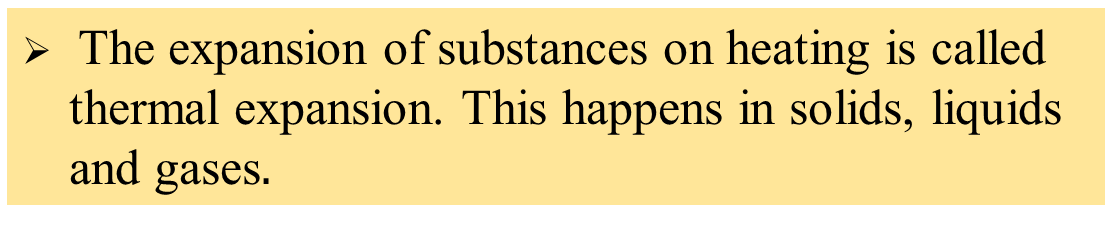 ➢ The expansion of substances on heating is called
thermal expansion. This happens in solids, liquids
and gases.